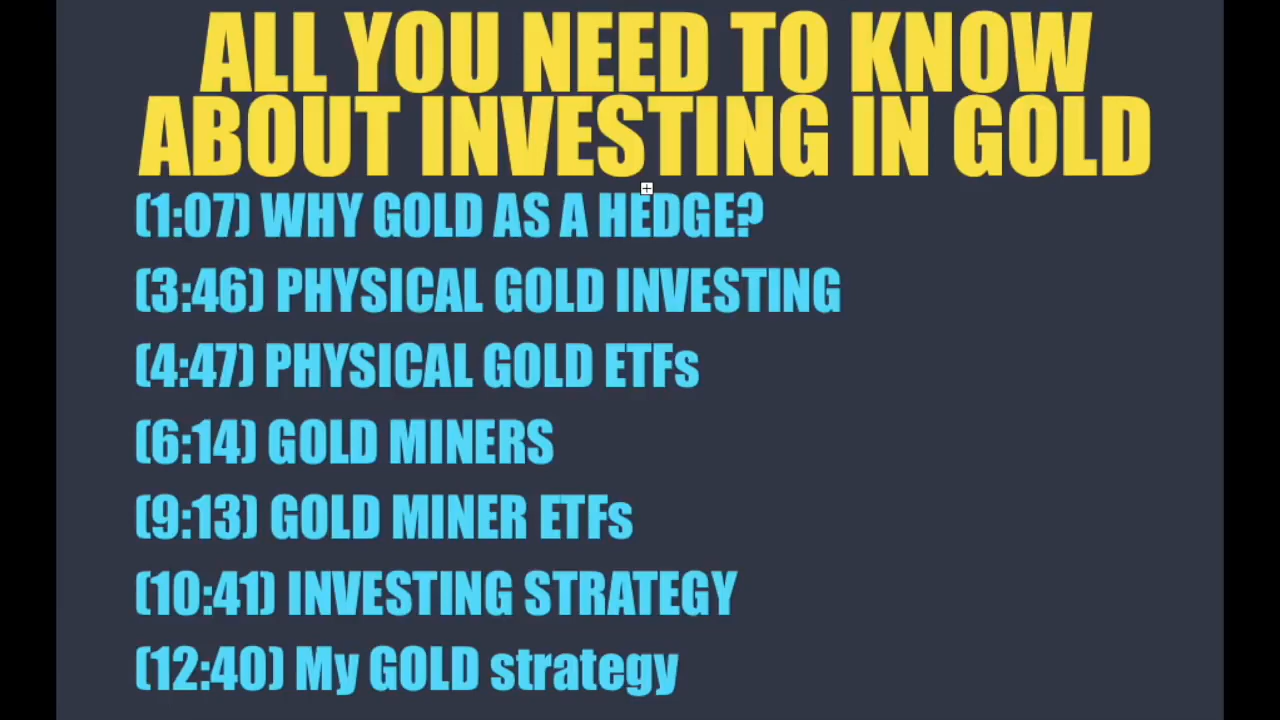 ALL YOU NEED TO KNOW
ABOUT INVESTING IN GOLD
(1:07) WHY GOLD AS A HEDGE?
(3:46) PHYSICAL GOLD INVESTING
(4:47) PHYSICAL GOLD ETFs
(6:14) GOLD MINERS
(9:13) GOLD MINER ETFs
(10:41) INVESTING STRATEGY
(12:40) My GOLD strategy